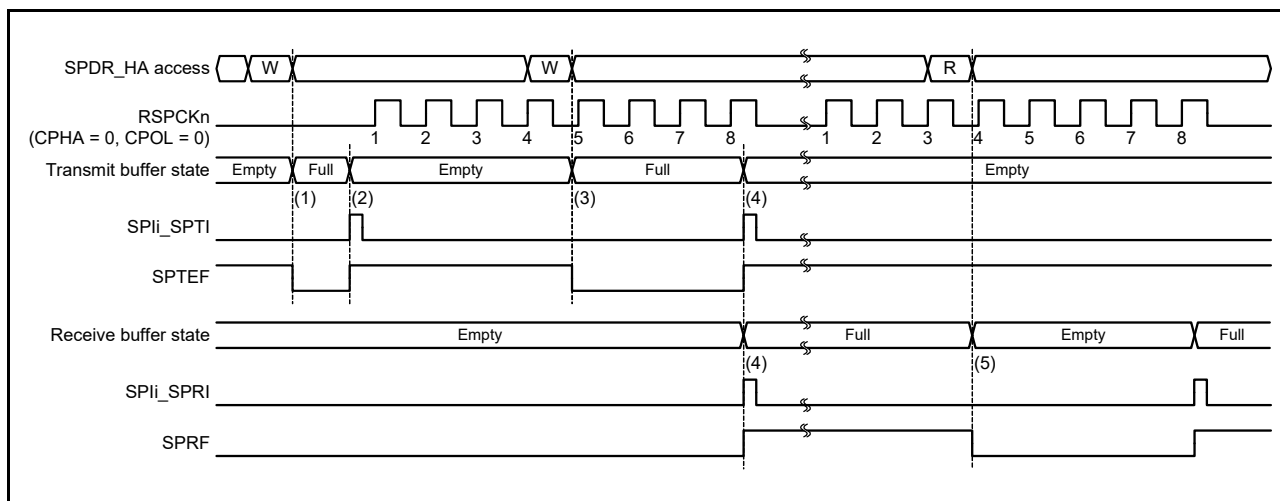 SPDR_HA access W W R
RSPCKn
(CPHA = 0, CPOL = 0) 1 2 3 4 5 6 7 8 1 2 3 4 5 6 7 8
Transmit buffer state Empty Full Empty Full Empty
(1) (2) (3) (4)
SPIi_SPTI
SPTEF
Receive buffer state Empty Full Empty Full
(4) (5)
SPIi_SPRI
SPRF